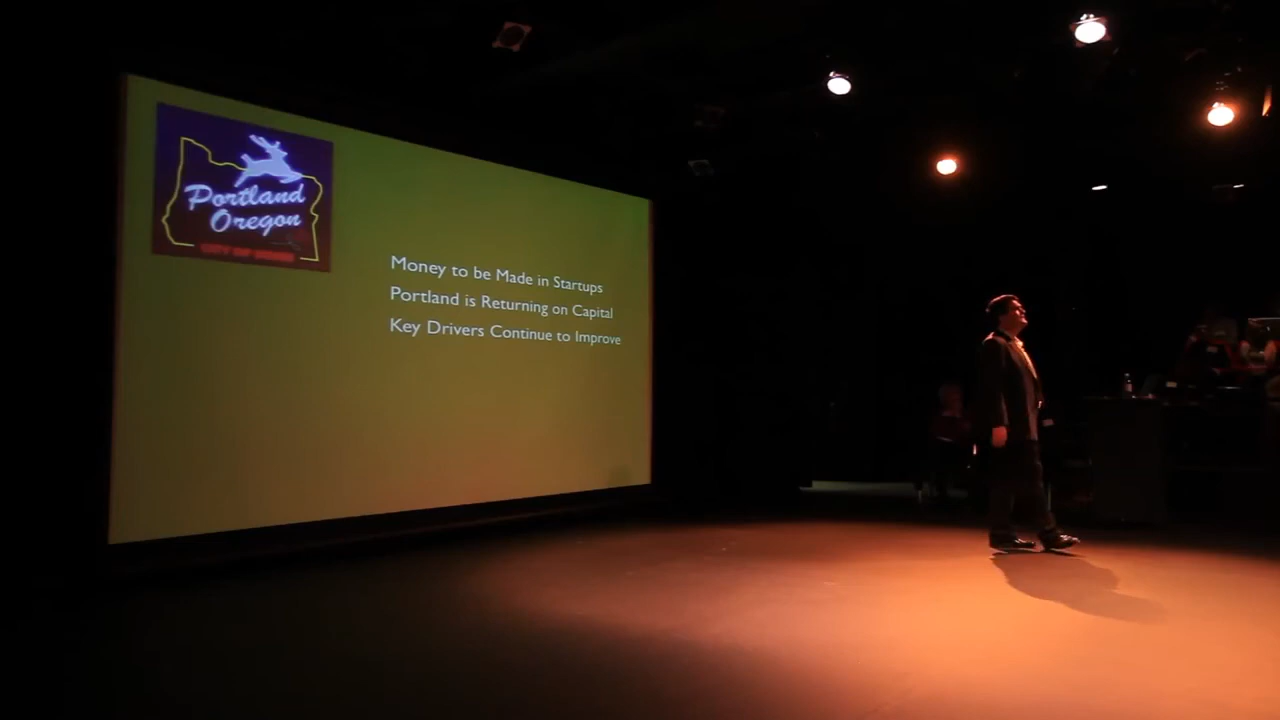 Portland
Oregon
Money to be Made in Startups
Portland is Returning on Capital
Key Drivers Continue to Improve